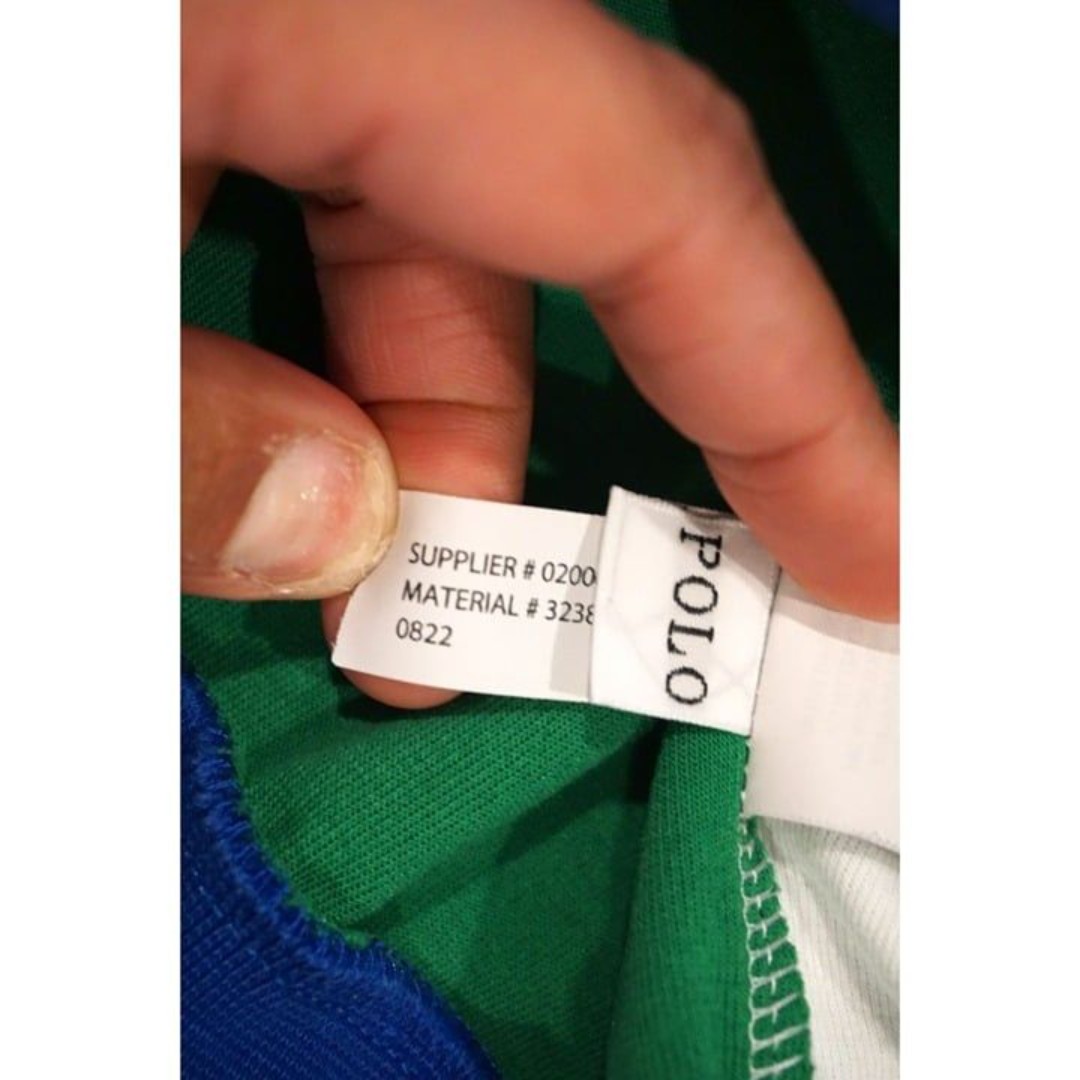 SUPPLIER # 0200
MATERIAL # 3238
0822
POLO